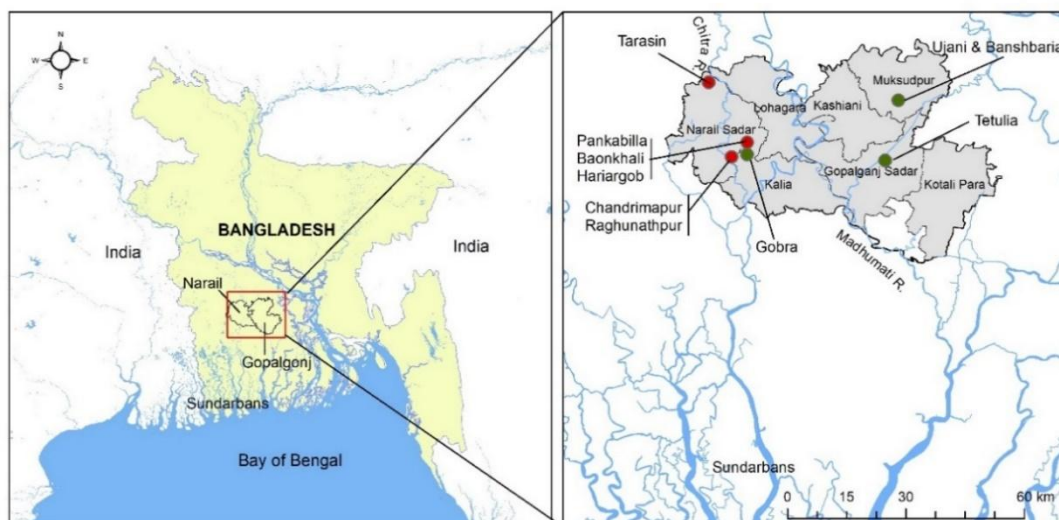 N
W
E
S
India
BANGLADESH
India
Narail
Gopalgonj
Sundarbans
Bay of Bengal
Tarasin
Chitra R.
Ujani & Banshbaria
Muksudpur
Lohagara
Kashiani
Tetulia
Narail Sadar
Pankabilla
Baonkhali
Hariargob
Gopalganj Sadar
Kalia
Kotali Para
Chandrimapur
Raghunathpur
Gobra
Madhumati R.
Sundarbans
0 15 30 60 km